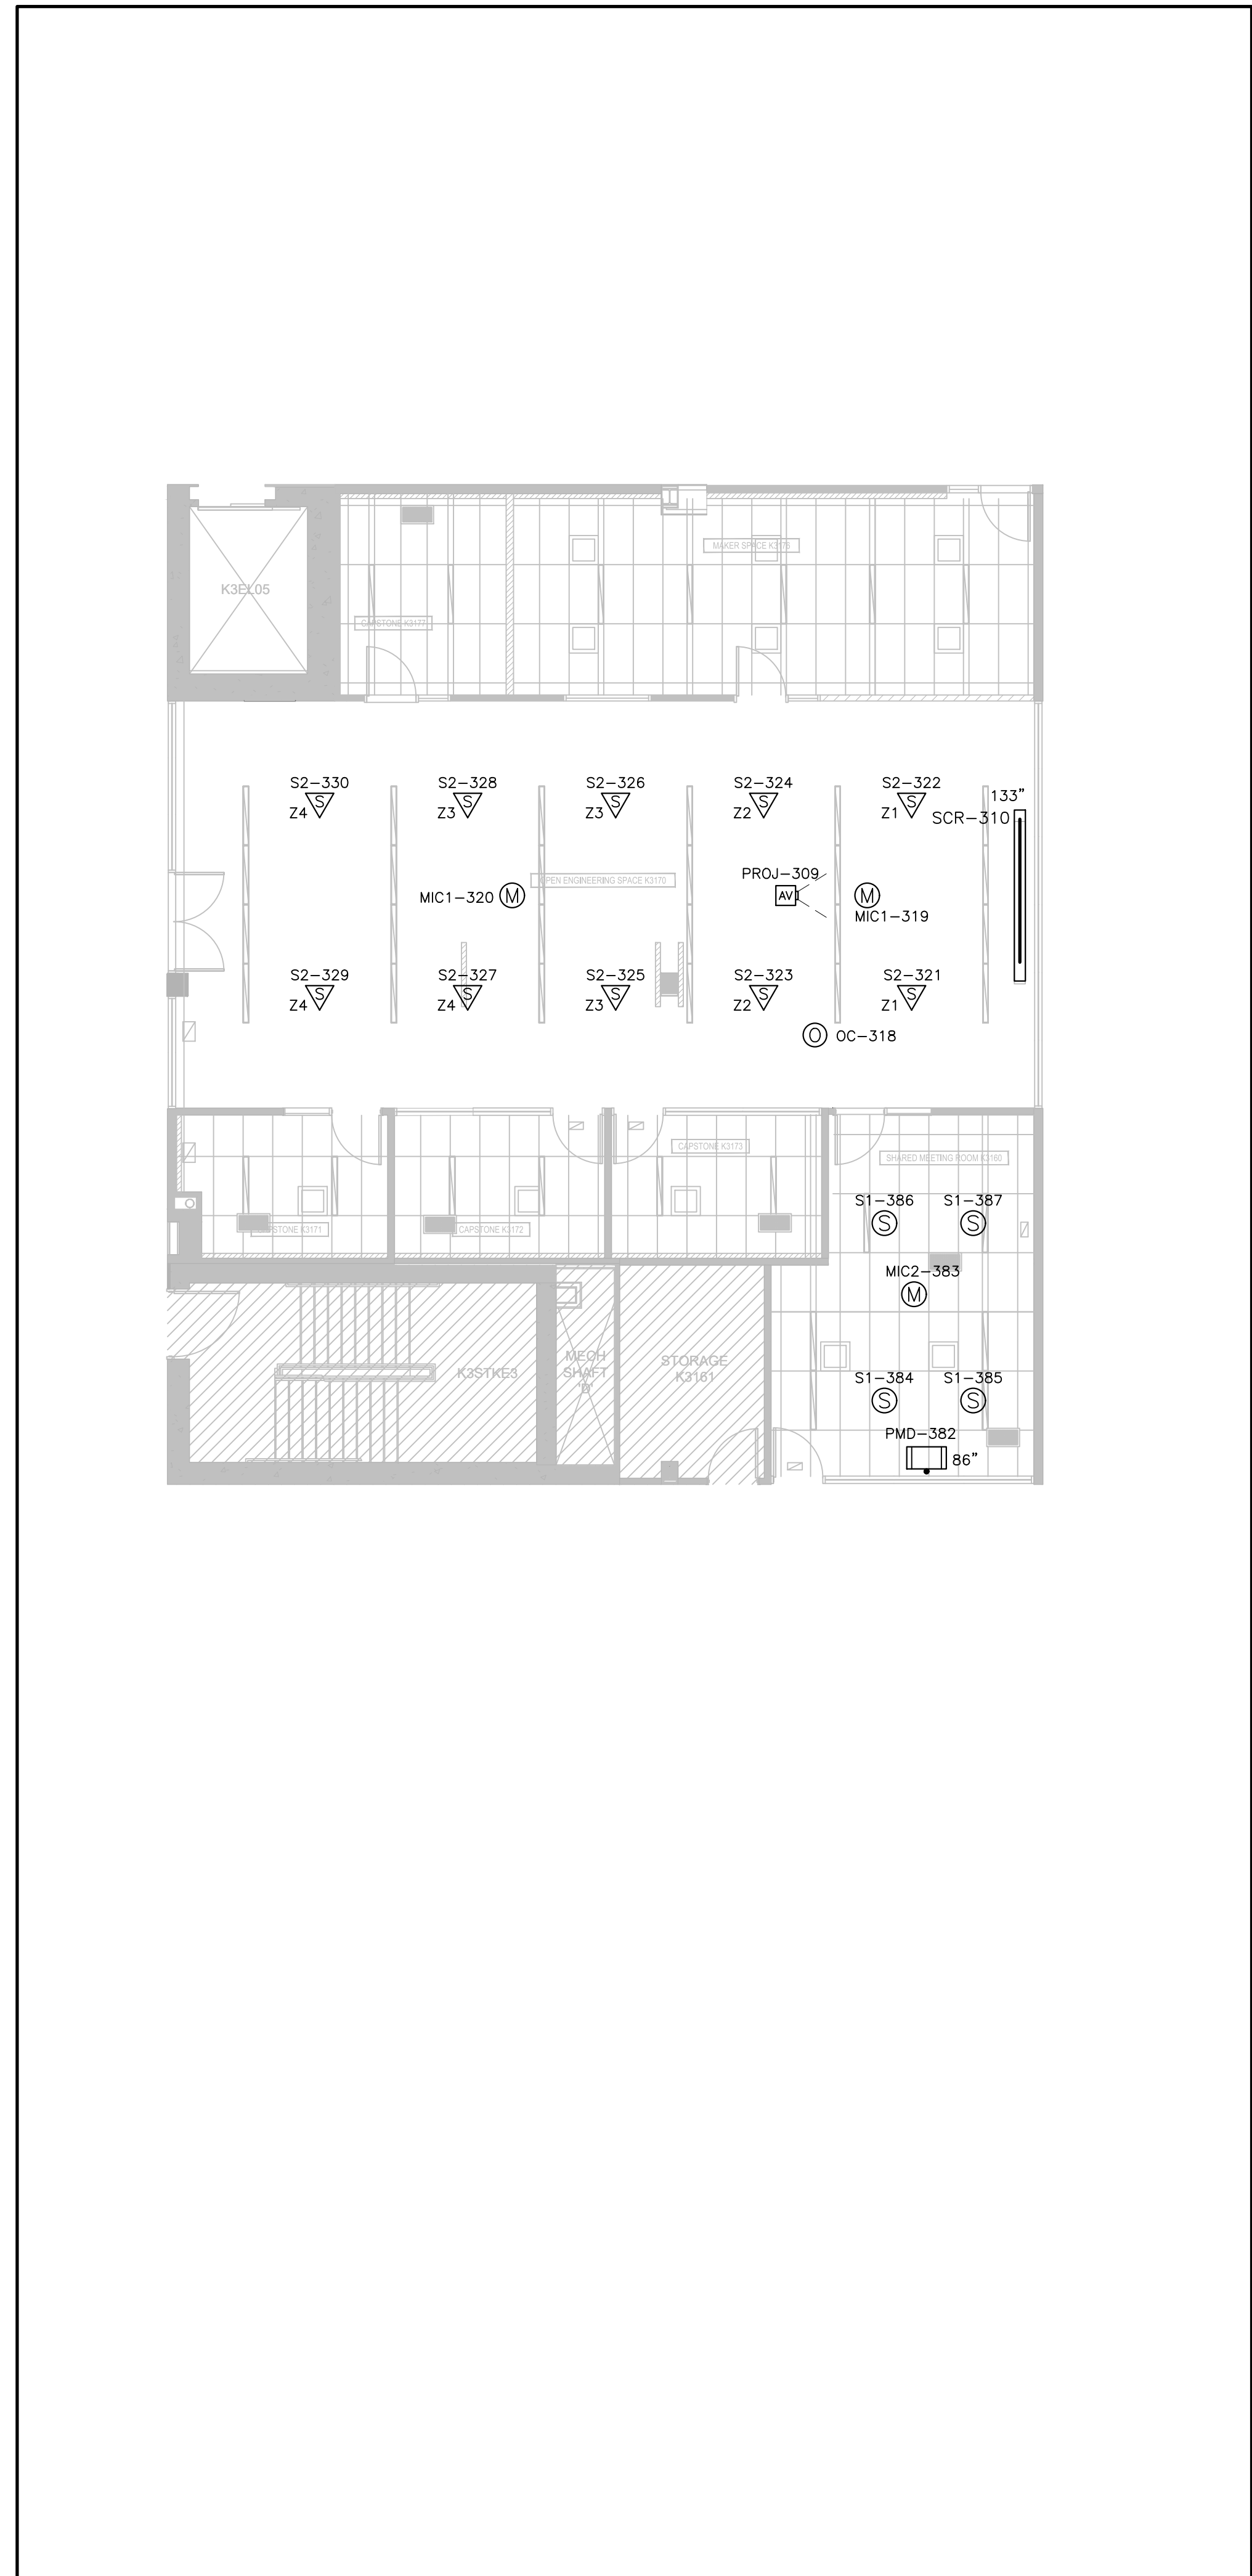 K3EL05
MAKER SPACE K3176
CAPSTONE K3177
S2-330
Z4
S
S2-328
Z3
S
S2-326
Z3
S
S2-324
Z2
S
S2-322
Z1
S
133"
SCR-310
PROJ-309
AV
MIC1-320
M
OPEN ENGINEERING SPACE K3170
M
MIC1-319
S2-329
Z4
S
S2-327
Z4
S
S2-325
Z3
S
S2-323
Z2
S
S2-321
Z1
S
O
OC-318
CAPSTONE K3173
SHARED MEETING ROOM K3160
CAPSTONE K3171
CAPSTONE K3172
S1-386
S
S1-387
S
MIC2-383
M
K3STKE3
MECH
SHAFT
STORAGE
K3161
S1-384
S
S1-385
S
PMD-382
86"